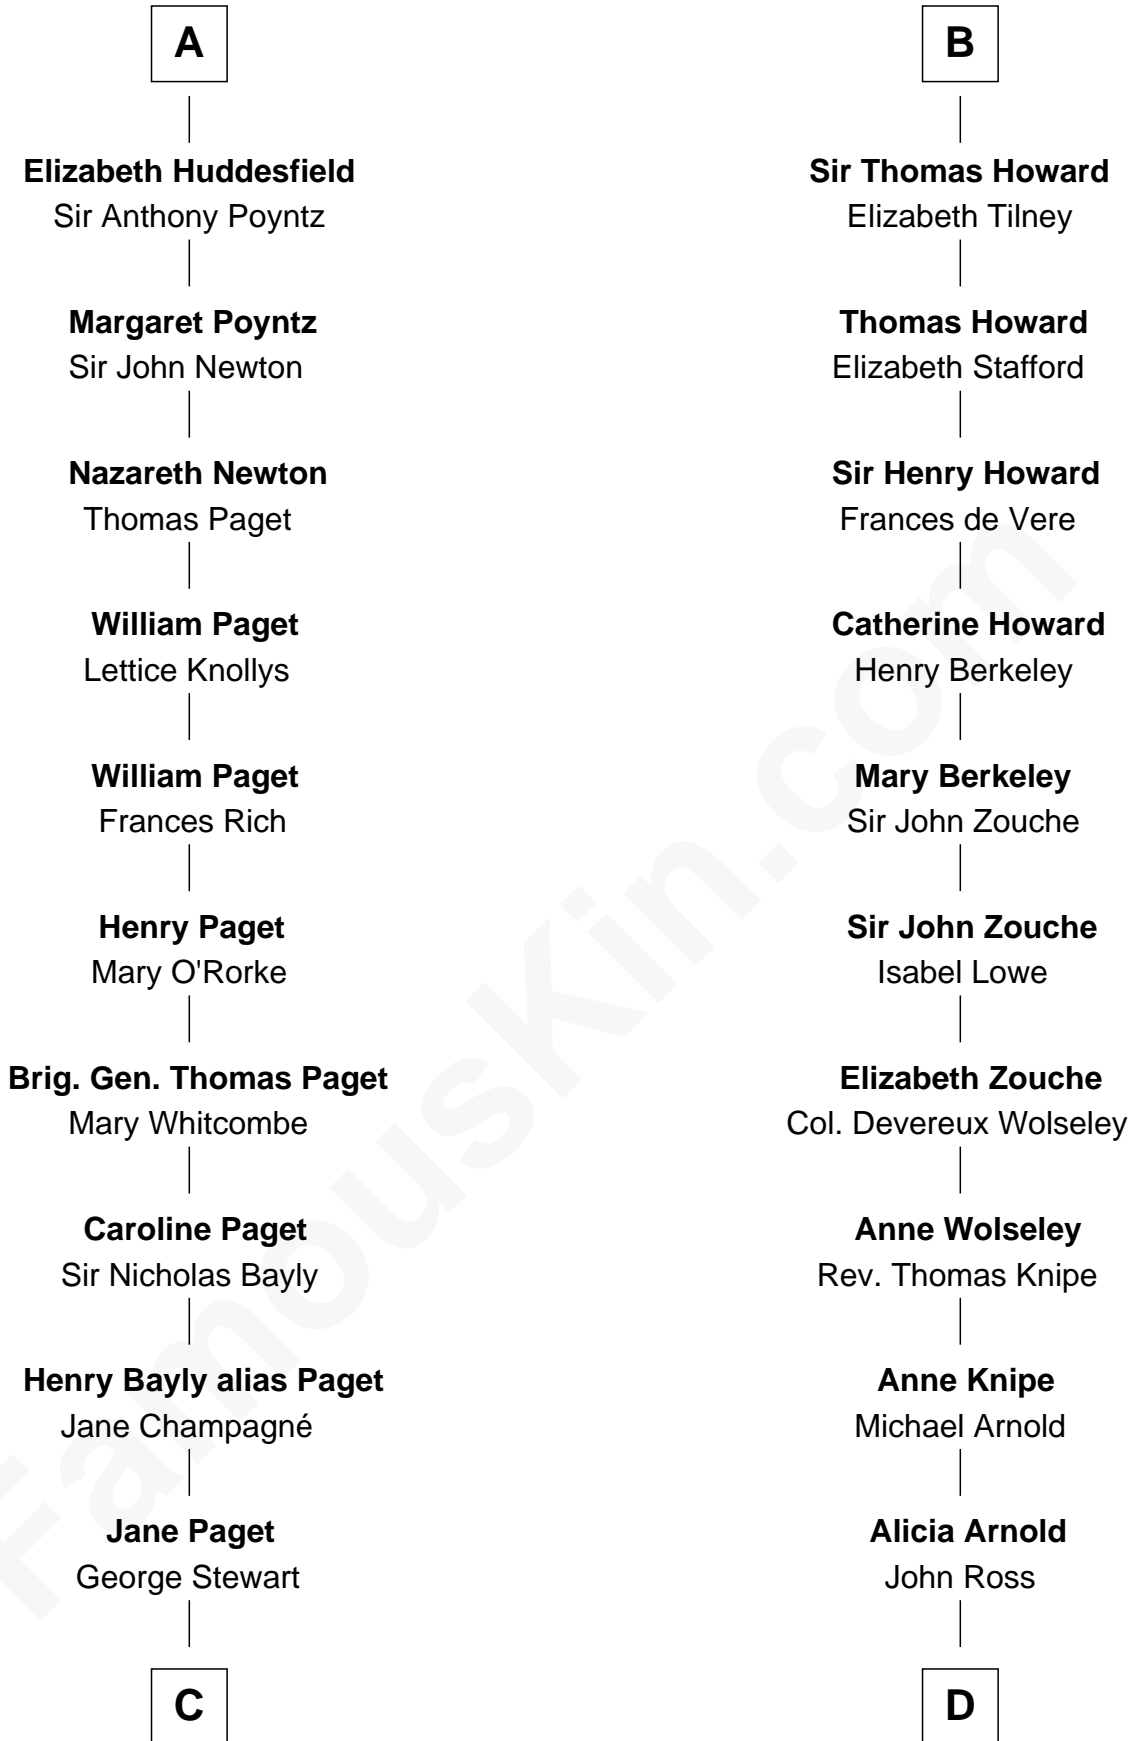 A
Elizabeth Huddesfield
Sir Anthony Poyntz
Margaret Poyntz
Sir John Newton
Nazareth Newton
Thomas Paget
William Paget
Lettice Knollys
William Paget
Frances Rich
Henry Paget
Mary O'Rorke
Brig. Gen. Thomas Paget
Mary Whitcombe
Caroline Paget
Sir Nicholas Bayly
Henry Bayly alias Paget
Jane Champagné
Jane Paget
George Stewart
C
B
Sir Thomas Howard
Elizabeth Tilney
Thomas Howard
Elizabeth Stafford
Sir Henry Howard
Frances de Vere
Catherine Howard
Henry Berkeley
Mary Berkeley
Sir John Zouche
Sir John Zouche
Isabel Lowe
Elizabeth Zouche
Col. Devereux Wolseley
Anne Wolseley
Rev. Thomas Knipe
Anne Knipe
Michael Arnold
Alicia Arnold
John Ross
D
FamousKin.com